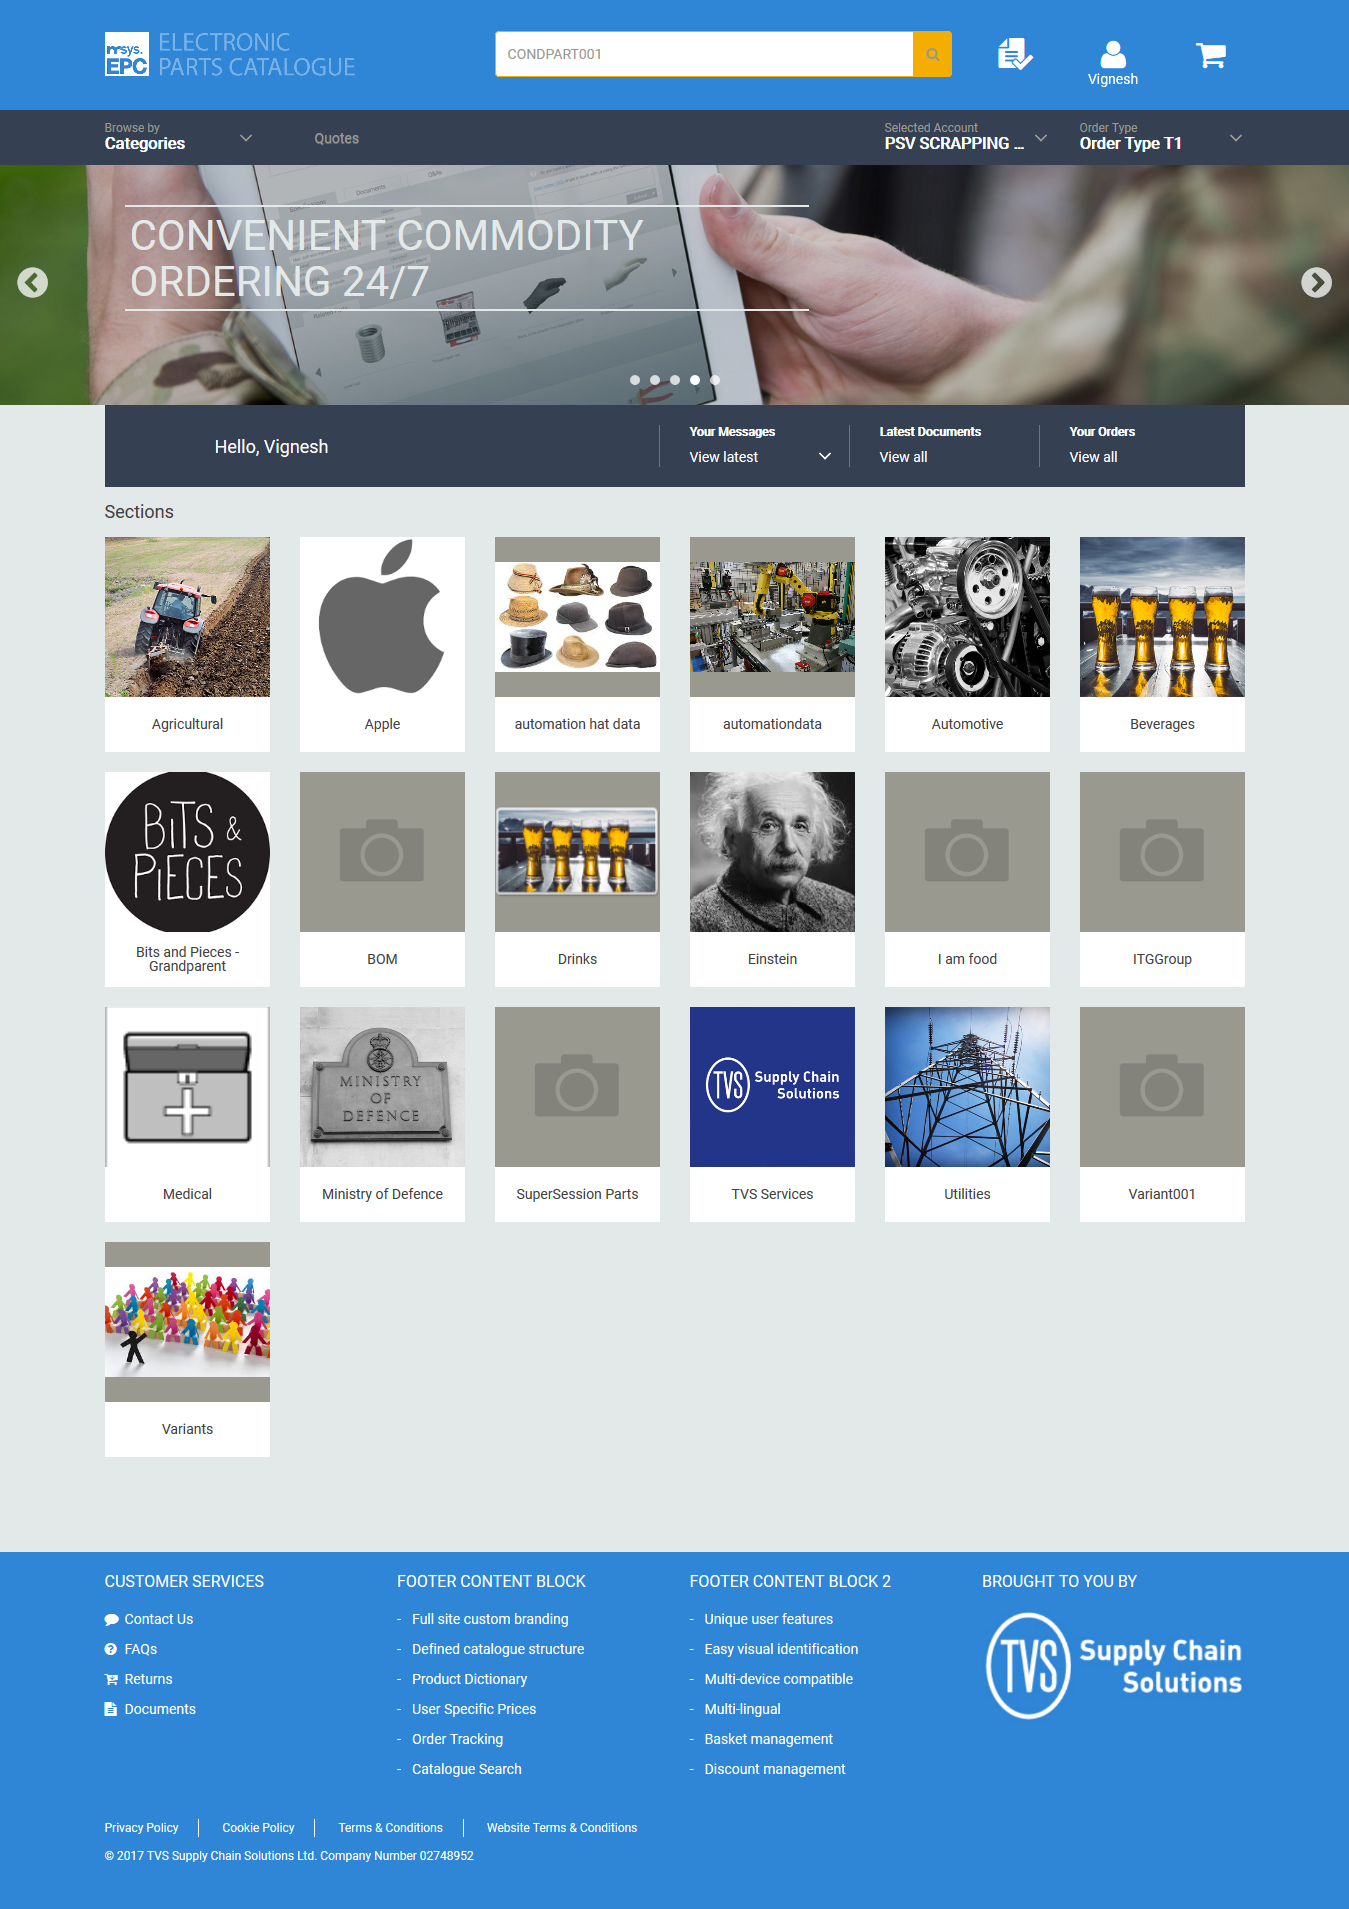 msys.
EPC
ELECTRONIC
PARTS CATALOGUE
CONDPART001
Vignesh
Browse by
Categories
Quotes
Selected Account
PSV SCRAPPING ...
Order Type
Order Type T1
Documents
Q&As
CONVENIENT COMMODITY
ORDERING 24/7
Hello, Vignesh
Your Messages
View latest
Latest Documents
View all
Your Orders
View all
Sections
Agricultural
Apple
automation hat data
automationdata
Automotive
Beverages
BITS &
PIECES
Bits and Pieces -
Grandparent
BOM
Drinks
Einstein
I am food
ITGGroup
MINISTRY
OF
DEFENCE
TVS Supply Chain
Solutions
Medical
Ministry of Defence
SuperSession Parts
TVS Services
Utilities
Variant001
Variants
CUSTOMER SERVICES
Contact Us
FAQs
Returns
Documents
FOOTER CONTENT BLOCK
- Full site custom branding
- Defined catalogue structure
- Product Dictionary
- User Specific Prices
- Order Tracking
- Catalogue Search
FOOTER CONTENT BLOCK 2
- Unique user features
- Easy visual identification
- Multi-device compatible
- Multi-lingual
- Basket management
- Discount management
BROUGHT TO YOU BY
TVS Supply Chain
Solutions
Privacy Policy
Cookie Policy
Terms & Conditions
Website Terms & Conditions
© 2017 TVS Supply Chain Solutions Ltd. Company Number 02748952